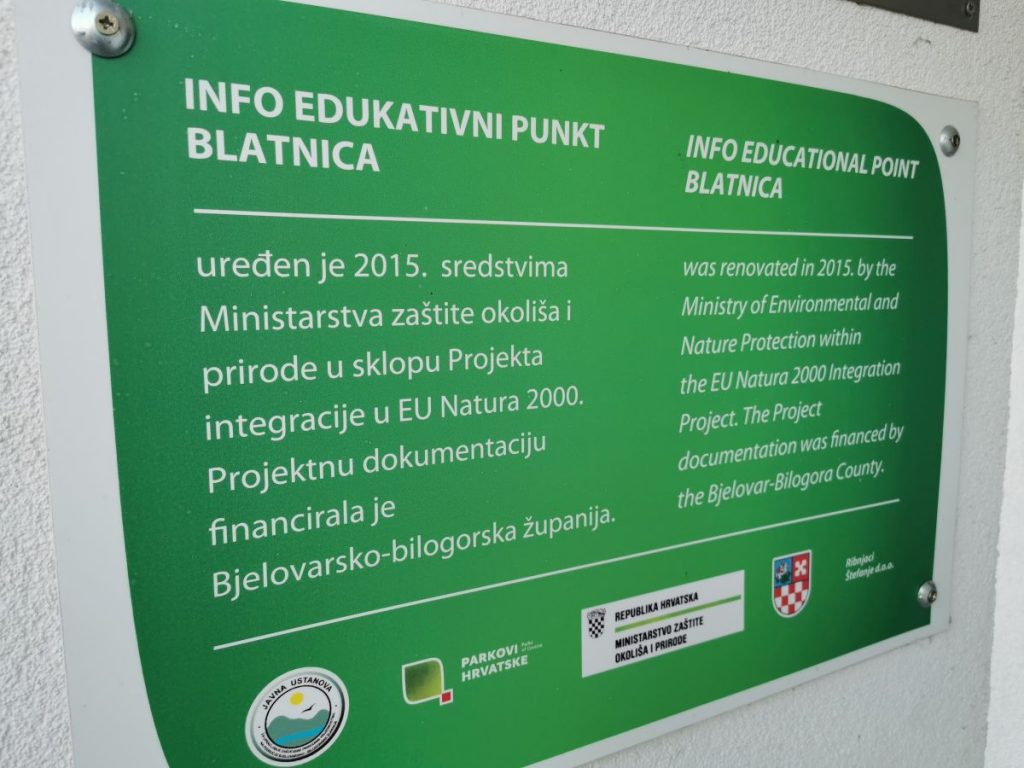 INFO EDUKATIVNI PUNKT
BLATNICA
uređen je 2015. sredstvima
Ministarstva zaštite okoliša i
prirode u sklopu Projekta
integracije u EU Natura 2000.
Projektnu dokumentaciju
financirala je
Bjelovarsko-bilogorska županija.
INFO EDUCATIONAL POINT
BLATNICA
was renovated in 2015. by the
Ministry of Environmental and
Nature Protection within
the EU Natura 2000 Integration
Project. The Project
documentation was financed by
the Bjelovar-Bilogora County.
JAVNA USTANOVA
PARKOVI
HRVATSKE
Parks
of Croatia
REPUBLIKA HRVATSKA
MINISTARSTVO ZAŠTITE
OKOLIŠA I PRIRODE
Ribnjaci
Štefanje d.o.o.